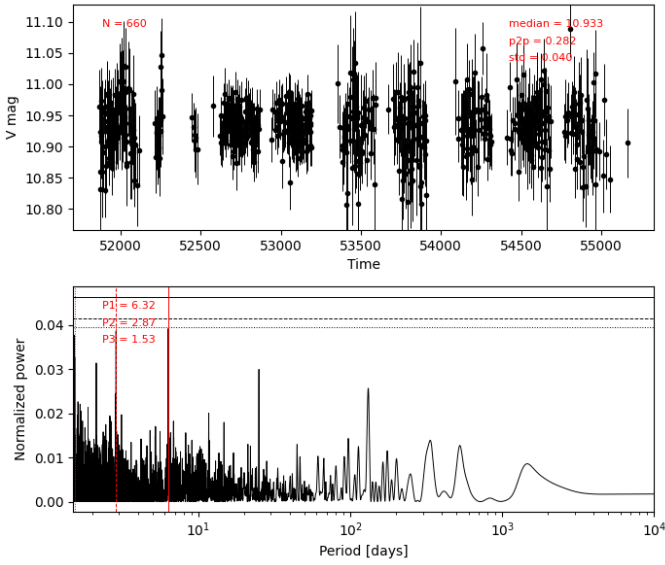 N = 660
median = 10.933
p2p = 0.282
std = 0.040
11.10
11.05
11.00
10.95
10.90
10.85
10.80
V mag
52000 52500 53000 53500 54000 54500 55000
Time
P1 = 6.32
P2 = 2.87
P3 = 1.53
0.04
0.03
0.02
0.01
0.00
Normalized power
10¹ 10² 10³ 10⁴
Period [days]